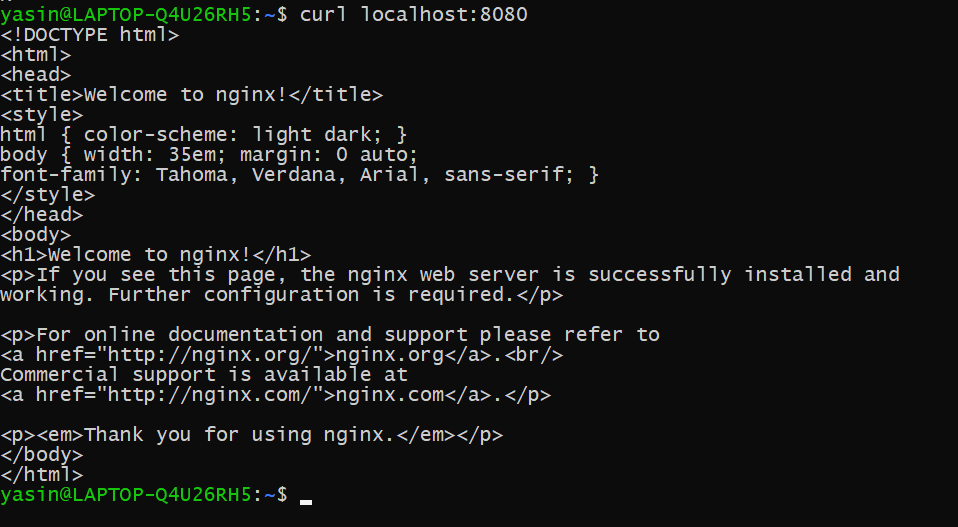 yasin@LAPTOP-Q4U26RH5:~$ curl localhost:8080
<!DOCTYPE html>
<html>
<head>
<title>Welcome to nginx!</title>
<style>
html { color-scheme: light dark; }
body { width: 35em; margin: 0 auto;
font-family: Tahoma, Verdana, Arial, sans-serif; }
</style>
</head>
<body>
<h1>Welcome to nginx!</h1>
<p>If you see this page, the nginx web server is successfully installed and
working. Further configuration is required.</p>

<p>For online documentation and support please refer to
<a href="http://nginx.org/">nginx.org</a>.<br/>
Commercial support is available at
<a href="http://nginx.com/">nginx.com</a>.</p>

<p><em>Thank you for using nginx.</em></p>
</body>
</html>
yasin@LAPTOP-Q4U26RH5:~$